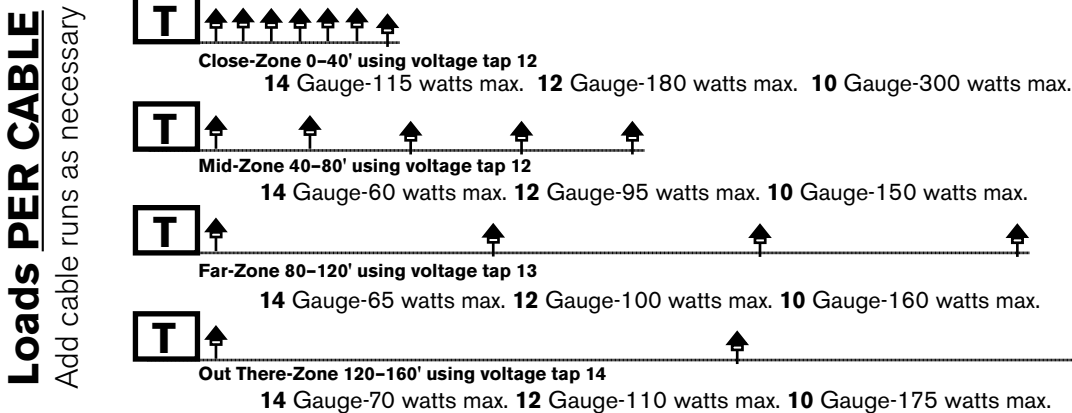 Loads PER CABLE
Add cable runs as necessary
T
Close-Zone 0–40' using voltage tap 12
14 Gauge-115 watts max. 12 Gauge-180 watts max. 10 Gauge-300 watts max.
T
Mid-Zone 40–80' using voltage tap 12
14 Gauge-60 watts max. 12 Gauge-95 watts max. 10 Gauge-150 watts max.
T
Far-Zone 80–120' using voltage tap 13
14 Gauge-65 watts max. 12 Gauge-100 watts max. 10 Gauge-160 watts max.
T
Out There-Zone 120–160' using voltage tap 14
14 Gauge-70 watts max. 12 Gauge-110 watts max. 10 Gauge-175 watts max.